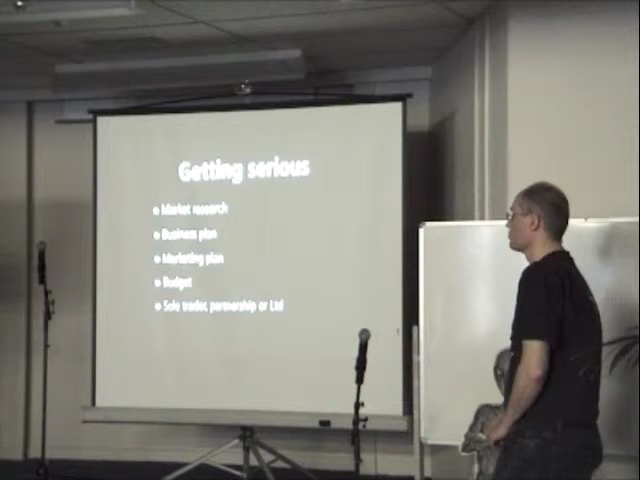 Getting serious
Market research
Business plan
Marketing plan
Budget
Sole trader, partnership or Ltd